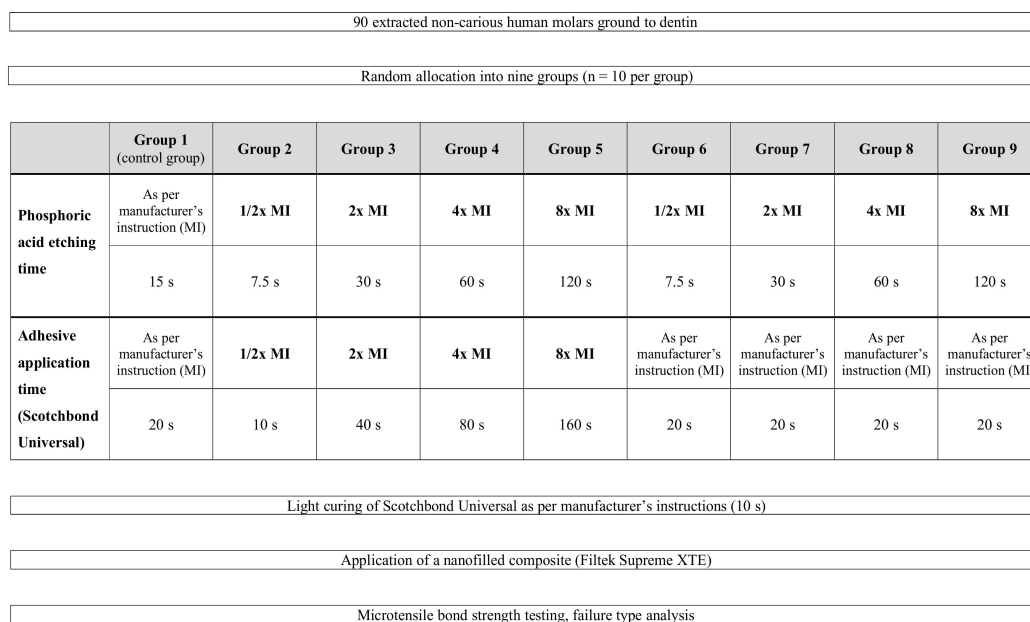 90 extracted non-carious human molars ground to dentin
Random allocation into nine groups (n = 10 per group)
Group 1 (control group) Group 2 Group 3 Group 4 Group 5 Group 6 Group 7 Group 8 Group 9
Phosphoric acid etching time
As per manufacturer's instruction (MI) 1/2x MI 2x MI 4x MI 8x MI 1/2x MI 2x MI 4x MI 8x MI
15 s 7.5 s 30 s 60 s 120 s 7.5 s 30 s 60 s 120 s
Adhesive application time (Scotchbond Universal)
As per manufacturer's instruction (MI) 1/2x MI 2x MI 4x MI 8x MI As per manufacturer's instruction (MI) As per manufacturer's instruction (MI) As per manufacturer's instruction (MI) As per manufacturer's instruction (MI
20 s 10 s 40 s 80 s 160 s 20 s 20 s 20 s 20 s
Light curing of Scotchbond Universal as per manufacturer's instructions (10 s)
Application of a nanofilled composite (Filtek Supreme XTE)
Microtensile bond strength testing, failure type analysis